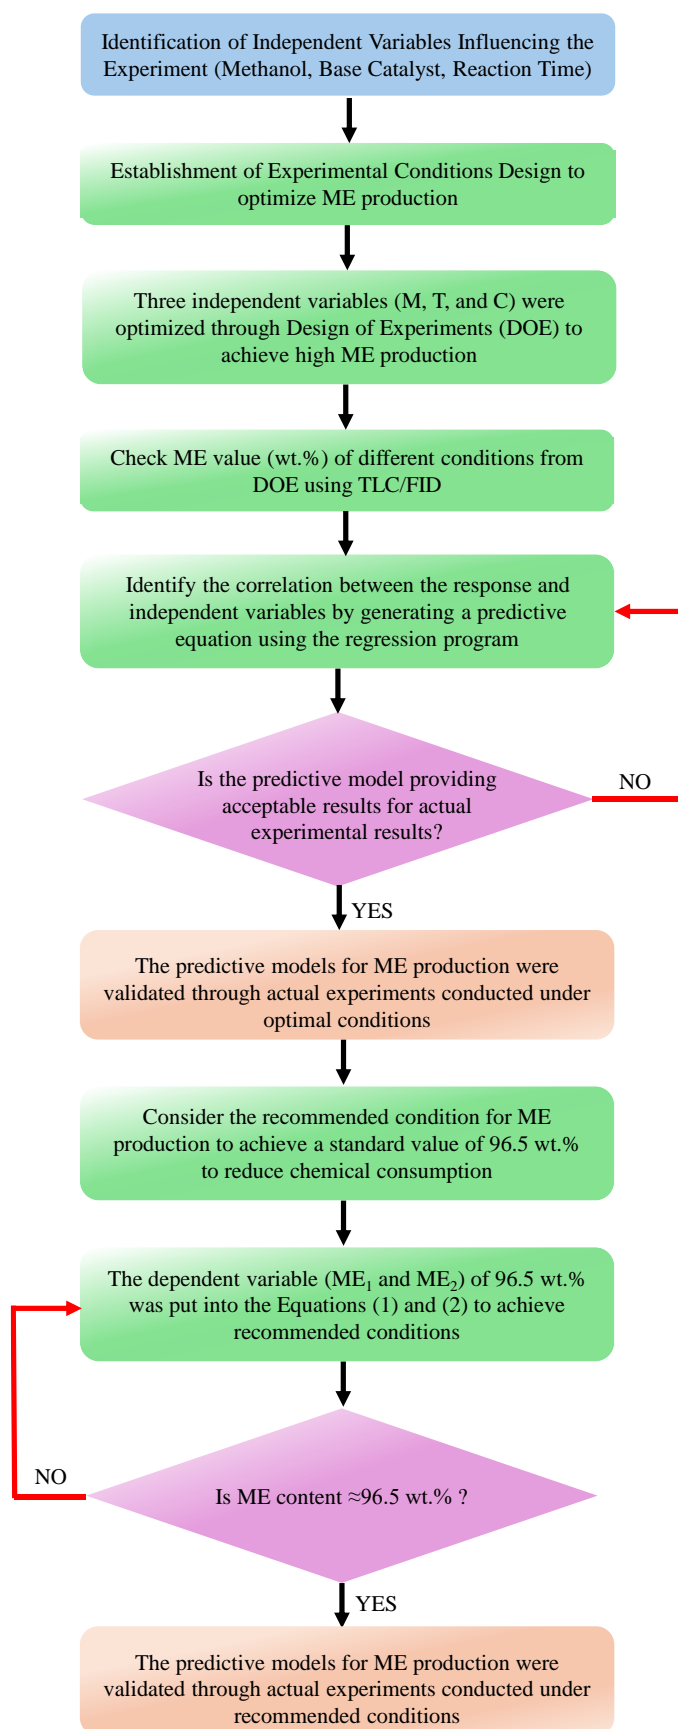 Identification of Independent Variables Influencing the
Experiment (Methanol, Base Catalyst, Reaction Time)
Establishment of Experimental Conditions Design to
optimize ME production
Three independent variables (M, T, and C) were
optimized through Design of Experiments (DOE) to
achieve high ME production
Check ME value (wt.%) of different conditions from
DOE using TLC/FID
Identify the correlation between the response and
independent variables by generating a predictive
equation using the regression program
Is the predictive model providing
acceptable results for actual
experimental results?
NO
YES
The predictive models for ME production were
validated through actual experiments conducted under
optimal conditions
Consider the recommended condition for ME
production to achieve a standard value of 96.5 wt.%
to reduce chemical consumption
The dependent variable (ME₁ and ME₂) of 96.5 wt.%
was put into the Equations (1) and (2) to achieve
recommended conditions
NO
Is ME content ≈96.5 wt.% ?
YES
The predictive models for ME production were
validated through actual experiments conducted under
recommended conditions